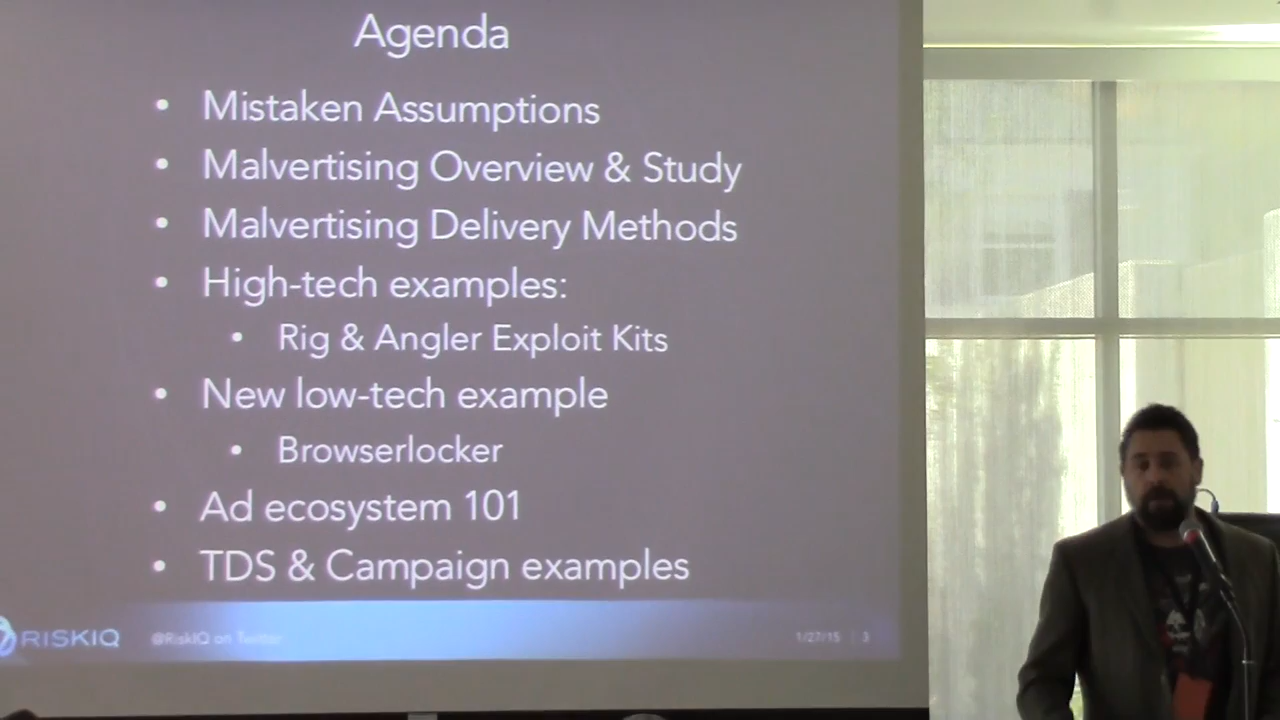 Agenda
• Mistaken Assumptions
• Malvertising Overview & Study
• Malvertising Delivery Methods
• High-tech examples:
• Rig & Angler Exploit Kits
• New low-tech example
• Browserlocker
• Ad ecosystem 101
• TDS & Campaign examples
RISKIQ @RiskIQ on Twitter 1/27/15 | 3